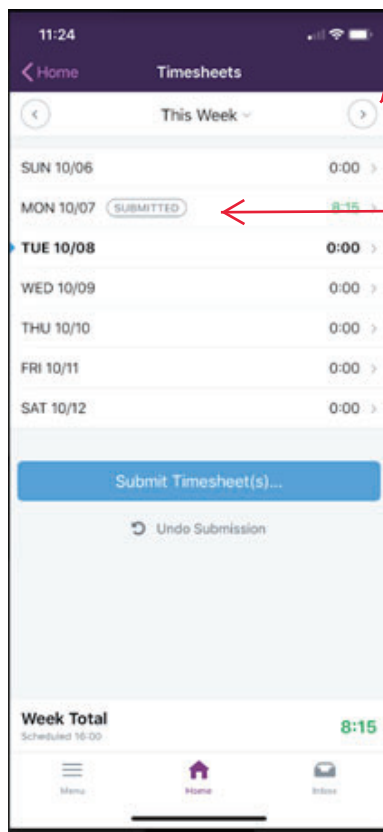 11:24
Home Timesheets
This Week
SUN 10/06 0:00
MON 10/07 SUBMITTED 8:15
TUE 10/08 0:00
WED 10/09 0:00
THU 10/10 0:00
FRI 10/11 0:00
SAT 10/12 0:00
Submit Timesheet(s)...
Undo Submission
Week Total 8:15
Scheduled 16:00
Menu Home Inbox